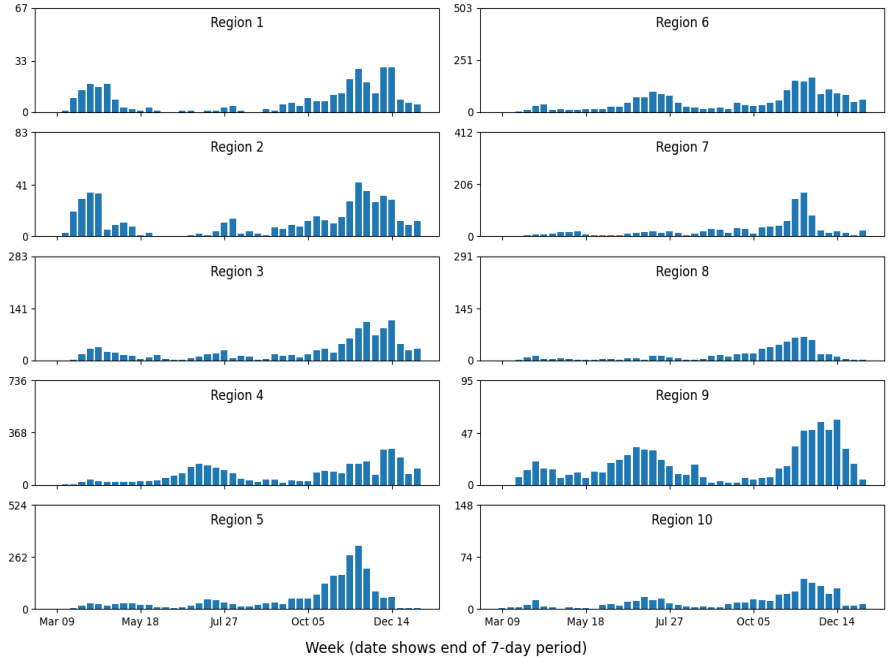 67
33
0
Region 1
503
251
0
Region 6
83
41
0
Region 2
412
206
0
Region 7
283
141
0
Region 3
291
145
0
Region 8
736
368
0
Region 4
95
47
0
Region 9
524
262
0
Region 5
148
74
0
Region 10
Mar 09 May 18 Jul 27 Oct 05 Dec 14
Mar 09 May 18 Jul 27 Oct 05 Dec 14
Week (date shows end of 7-day period)